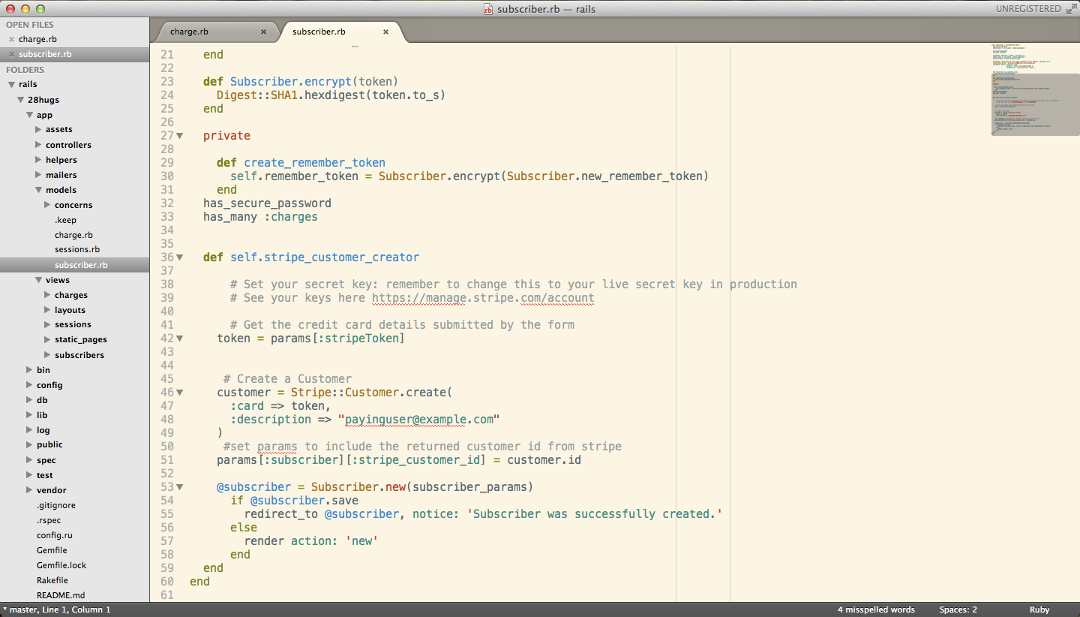 subscriber.rb — rails
UNREGISTERED
OPEN FILES
charge.rb
subscriber.rb
FOLDERS
rails
28hugs
app
assets
controllers
helpers
mailers
models
concerns
.keep
charge.rb
sessions.rb
subscriber.rb
views
charges
layouts
sessions
static_pages
subscribers
bin
config
db
lib
log
public
spec
test
vendor
.gitignore
.rspec
config.ru
Gemfile
Gemfile.lock
Rakefile
README.md
charge.rb
subscriber.rb
21 end
22
23 def Subscriber.encrypt(token)
24 Digest::SHA1.hexdigest(token.to_s)
25 end
26
27 private
28
29 def create_remember_token
30 self.remember_token = Subscriber.encrypt(Subscriber.new_remember_token)
31 end
32 has_secure_password
33 has_many :charges
34
35
36 def self.stripe_customer_creator
37
38 # Set your secret key: remember to change this to your live secret key in production
39 # See your keys here https://manage.stripe.com/account
40
41 # Get the credit card details submitted by the form
42 token = params[:stripeToken]
43
44
45 # Create a Customer
46 customer = Stripe::Customer.create(
47 :card => token,
48 :description => "payinguser@example.com"
49 )
50 #set params to include the returned customer id from stripe
51 params[:subscriber][:stripe_customer_id] = customer.id
52
53 @subscriber = Subscriber.new(subscriber_params)
54 if @subscriber.save
55 redirect_to @subscriber, notice: 'Subscriber was successfully created.'
56 else
57 render action: 'new'
58 end
59 end
60 end
61
* master, Line 1, Column 1
4 misspelled words
Spaces: 2
Ruby